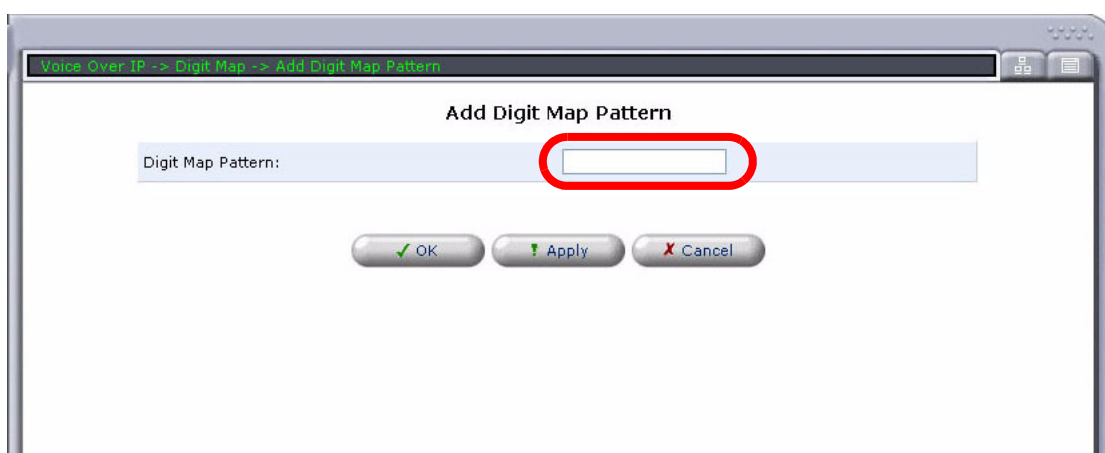 Voice Over IP -> Digit Map -> Add Digit Map Pattern
Add Digit Map Pattern
Digit Map Pattern:
OK Apply Cancel